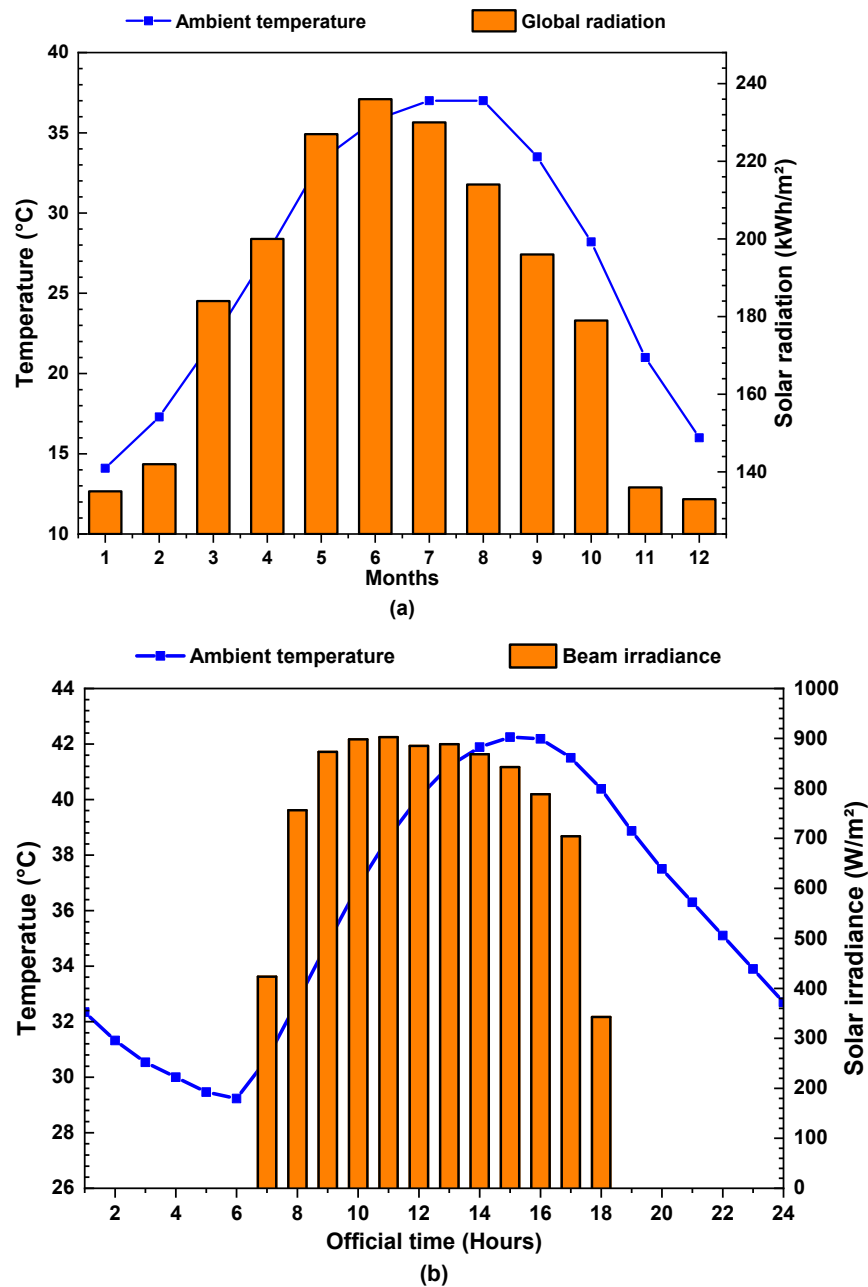 Ambient temperature Global radiation
40
35
30
25
20
15
10
Temperature (°C)
240
220
200
180
160
140
Solar radiation (kWh/m²)
1 2 3 4 5 6 7 8 9 10 11 12
Months
(a)
Ambient temperature Beam irradiance
44
42
40
38
36
34
32
30
28
26
Temperatue (°C)
1000
900
800
700
600
500
400
300
200
100
0
Solar irradiance (W/m²)
2 4 6 8 10 12 14 16 18 20 22 24
Official time (Hours)
(b)